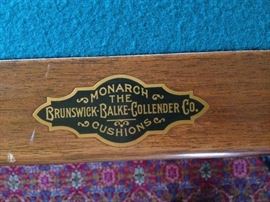 MONARCH
THE
BRUNSWICK-BALKE-COLLENDER CO.
CUSHIONS